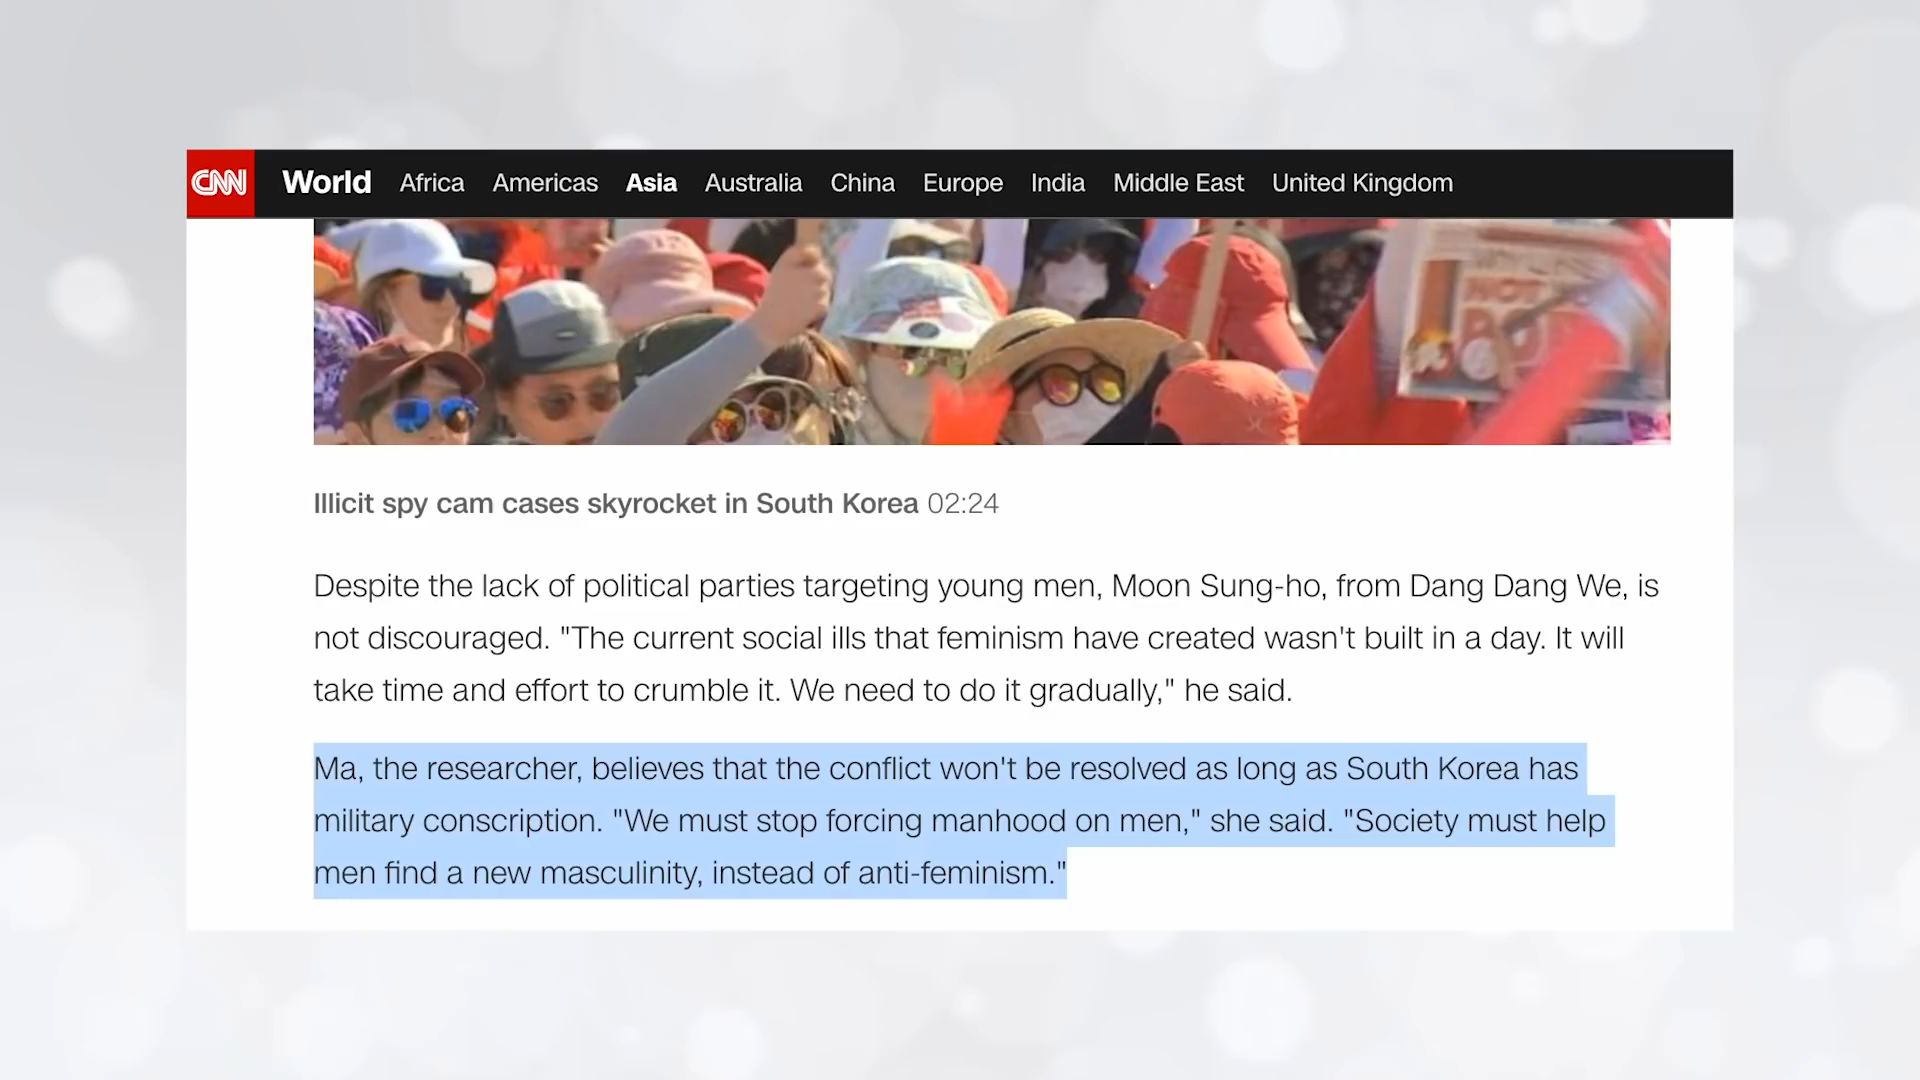 CNN World Africa Americas Asia Australia China Europe India Middle East United Kingdom
NOT
Illicit spy cam cases skyrocket in South Korea 02:24
Despite the lack of political parties targeting young men, Moon Sung-ho, from Dang Dang We, is
not discouraged. "The current social ills that feminism have created wasn't built in a day. It will
take time and effort to crumble it. We need to do it gradually," he said.
Ma, the researcher, believes that the conflict won't be resolved as long as South Korea has
military conscription. "We must stop forcing manhood on men," she said. "Society must help
men find a new masculinity, instead of anti-feminism."